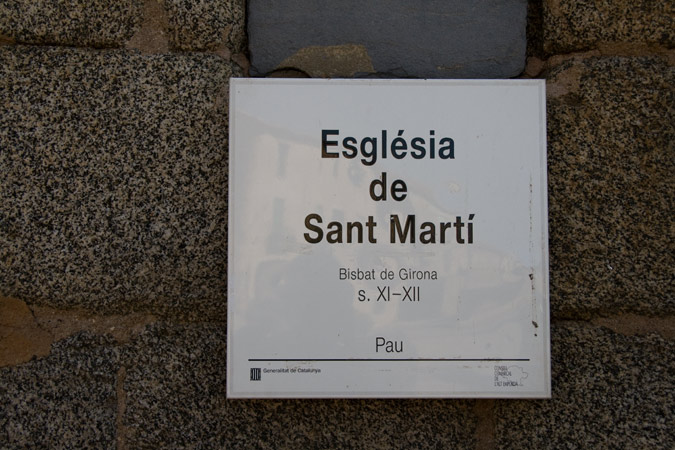 Església
de
Sant Martí
Bisbat de Girona
s. XI–XII
Pau
Generalitat de Catalunya